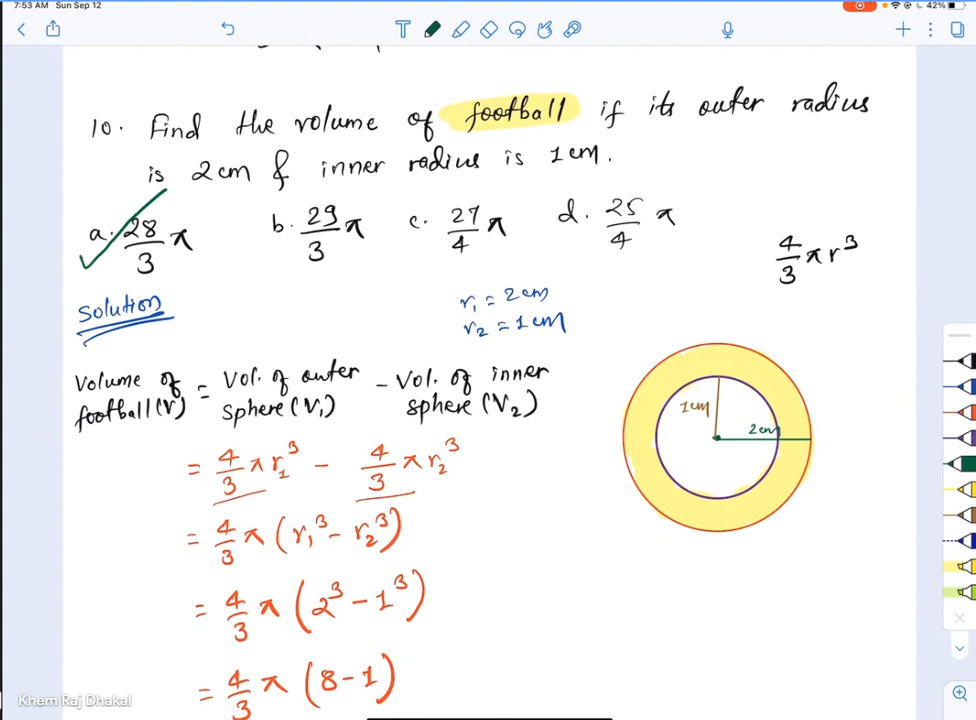 7:53 AM Sun Sep 12
42%
10. Find the volume of football if its outer radius
is 2cm & inner radius is 1cm.
a. 28/3 π b. 29/3 π c. 27/4 π d. 25/4 π
4/3 πr³
Solution
r₁ = 2cm
r₂ = 1cm
Volume of football (V) = Vol. of outer sphere (V₁) - Vol. of inner sphere (V₂)
= 4/3 π r₁³ - 4/3 π r₂³
= 4/3 π (r₁³ - r₂³)
= 4/3 π (2³ - 1³)
= 4/3 π (8-1)
1cm
2cm
Khem Raj Dhakal